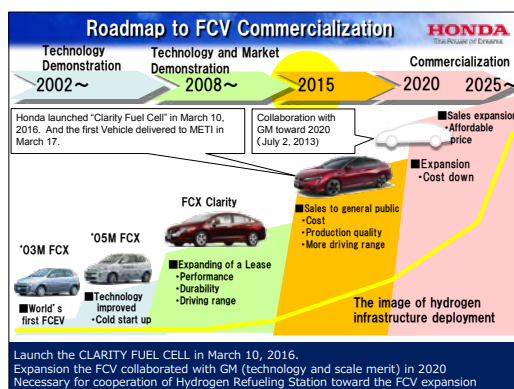 Roadmap to FCV Commercialization
HONDA
The Power of Dreams
Technology
Demonstration
2002～
Technology and Market
Demonstration
2008～
2015
Commercialization
2020
2025～
Honda launched "Clarity Fuel Cell" in March 10,
2016. And the first Vehicle delivered to METI in
March 17.
Collaboration with
GM toward 2020
(July 2, 2013)
■Sales expansion
・Affordable
price
■Expansion
・Cost down
■Sales to general public
・Cost
・Production quality
・More driving range
FCX Clarity
■Expanding of a Lease
・Performance
・Durability
・Driving range
'05M FCX
■Technology
improved
・Cold start up
'03M FCX
■World's
first FCEV
The image of hydrogen
infrastructure deployment
Launch the CLARITY FUEL CELL in March 10, 2016.
Expansion the FCV collaborated with GM (technology and scale merit) in 2020
Necessary for cooperation of Hydrogen Refueling Station toward the FCV expansion